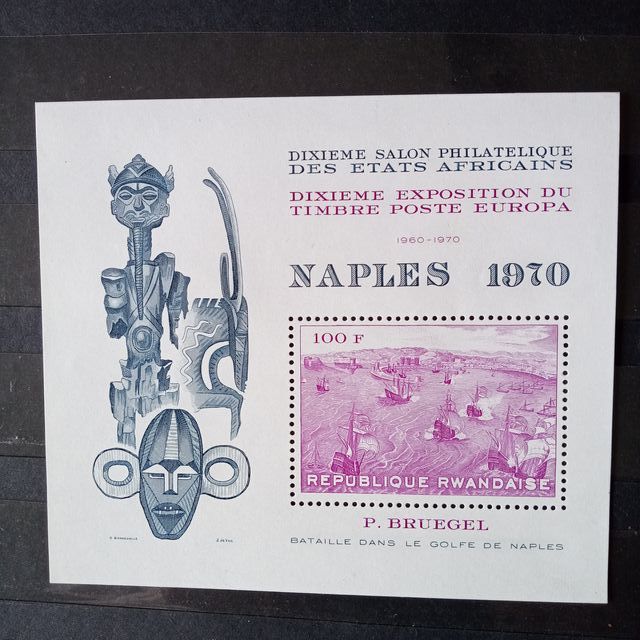 DIXIEME SALON PHILATELIQUE
DES ETATS AFRICAINS
DIXIEME EXPOSITION DU
TIMBRE POSTE EUROPA
1960-1970
NAPLES 1970
100 F
REPUBLIQUE RWANDAISE
P. BRUEGEL
BATAILLE DANS LE GOLFE DE NAPLES